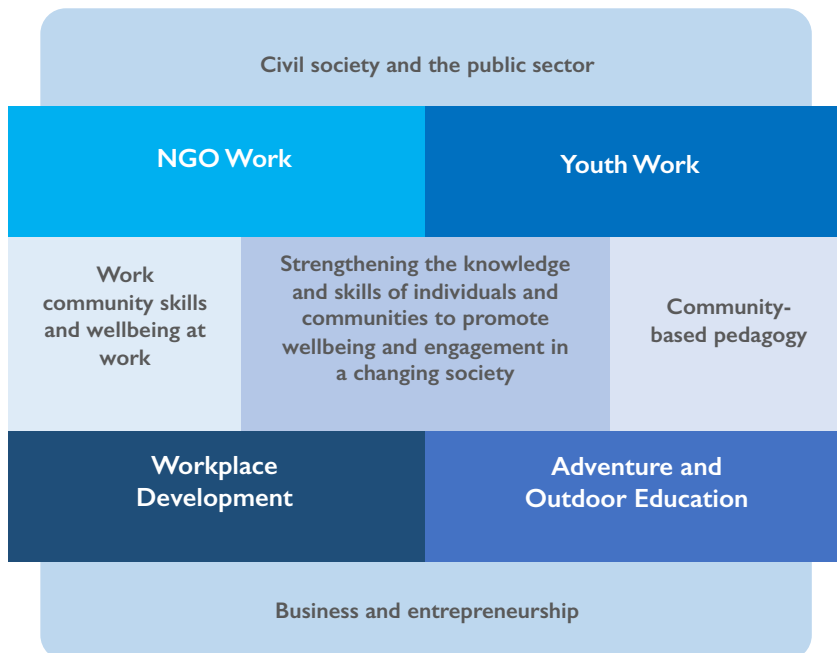 Civil society and the public sector
NGO Work
Youth Work
Work
community skills
and wellbeing at
work
Strengthening the knowledge
and skills of individuals and
communities to promote
wellbeing and engagement in
a changing society
Community-
based pedagogy
Workplace
Development
Adventure and
Outdoor Education
Business and entrepreneurship